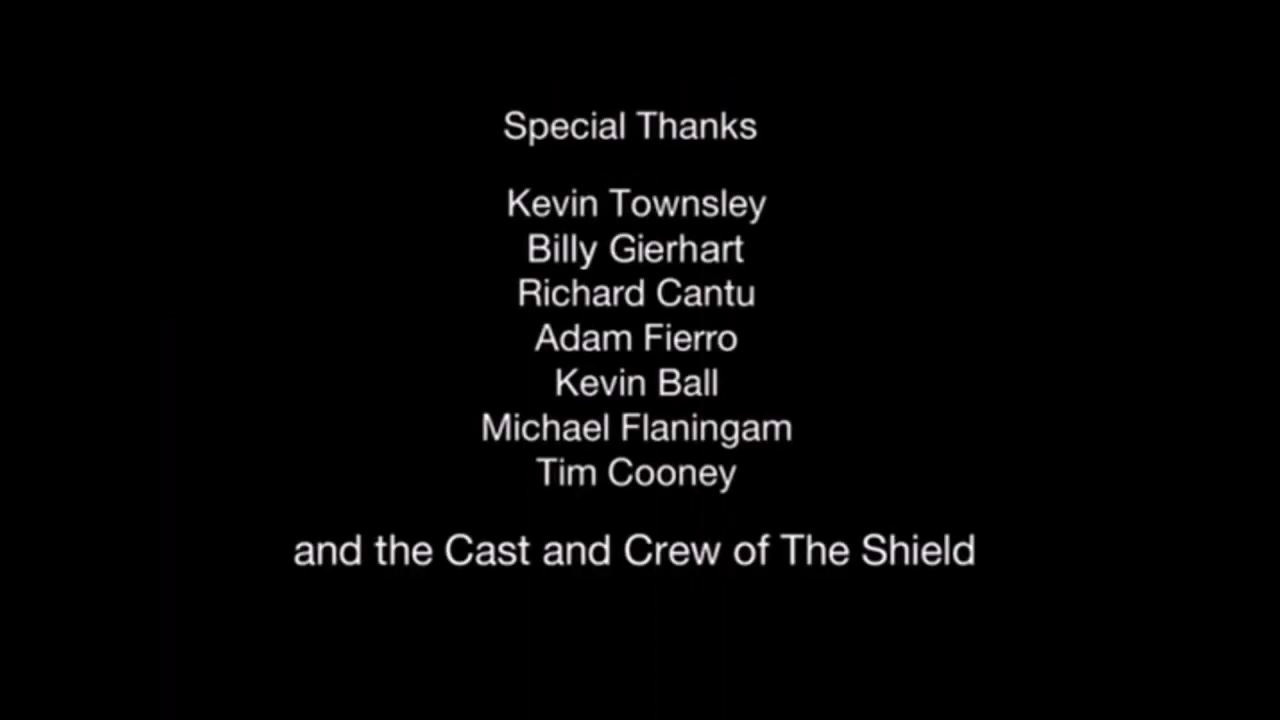 Special Thanks
Kevin Townsley
Billy Gierhart
Richard Cantu
Adam Fierro
Kevin Ball
Michael Flaningam
Tim Cooney
and the Cast and Crew of The Shield